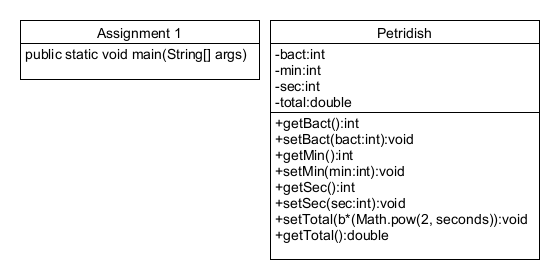 Assignment 1
public static void main(String[] args)
Petridish
-bact:int
-min:int
-sec:int
-total:double
+getBact():int
+setBact(bact:int):void
+getMin():int
+setMin(min:int):void
+getSec():int
+setSec(sec:int):void
+setTotal(b*(Math.pow(2, seconds)):void
+getTotal():double